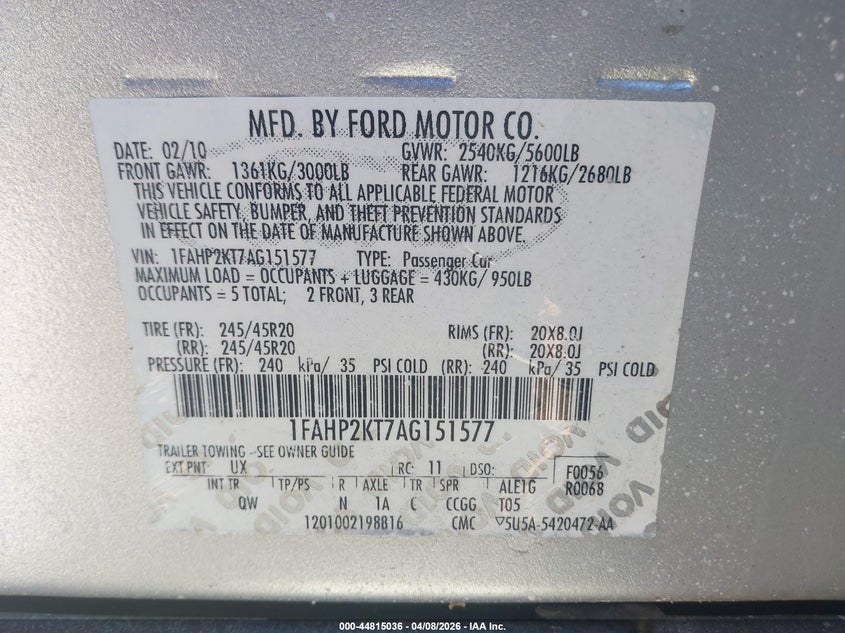 MFD. BY FORD MOTOR CO.
DATE: 02/10 GVWR: 2540KG/5600LB
FRONT GAWR: 1361KG/3000LB REAR GAWR: 1216KG/2680LB
THIS VEHICLE CONFORMS TO ALL APPLICABLE FEDERAL MOTOR
VEHICLE SAFETY, BUMPER, AND THEFT PREVENTION STANDARDS
IN EFFECT ON THE DATE OF MANUFACTURE SHOWN ABOVE.
VIN: 1FAHP2KT7AG151577 TYPE: Passenger Car
MAXIMUM LOAD = OCCUPANTS + LUGGAGE = 430KG/ 950LB
OCCUPANTS = 5 TOTAL; 2 FRONT, 3 REAR
TIRE (FR): 245/45R20 RIMS (FR): 20X8.0J
(RR): 245/45R20 (RR): 20X8.0J
PRESSURE (FR): 240 kPa/ 35 PSI COLD (RR): 240 kPa/ 35 PSI COLD
1FAHP2KT7AG151577
TRAILER TOWING - SEE OWNER GUIDE
EXT PNT: UX RC: 11 DSO: F0056
INT TR TP/PS R AXLE TR SPR ALE1G R0068
QW N 1A C CCGG T05
1201002198816 CMC ▽5U5A-5420472-AA
VOID VOID VOID VOID
000-44815036 - 04/08/2026 - IAA Inc.